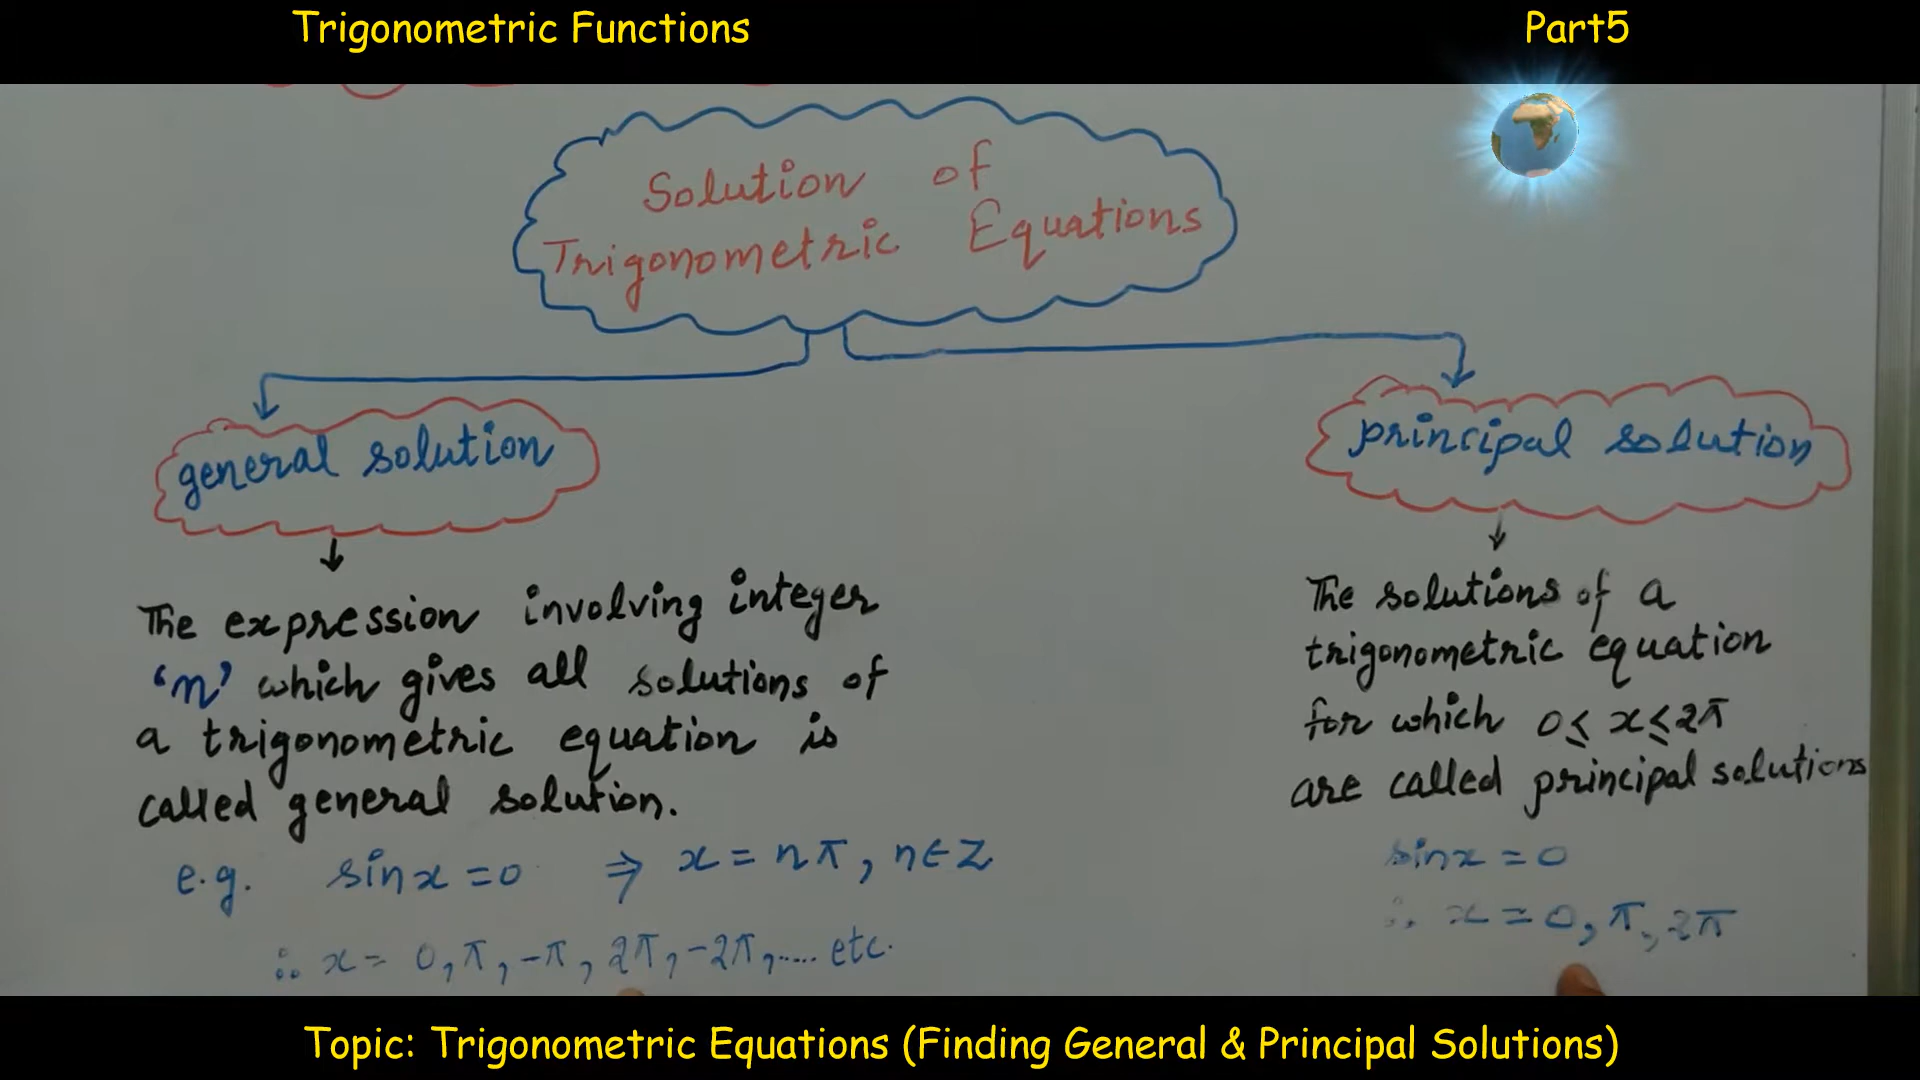 Trigonometric Functions
Part5
Solution of
Trigonometric Equations
general solution
The expression involving integer
'n' which gives all solutions of
a trigonometric equation is
called general solution.
e.g. sinx = 0 ⇒ x = nπ, n∈Z
∴ x = 0, π, -π, 2π, -2π, ..... etc.
principal solution
The solutions of a
trigonometric equation
for which 0 ≤ x ≤ 2π
are called principal solutions
sinx = 0
∴ x = 0, π, 2π
Topic: Trigonometric Equations (Finding General & Principal Solutions)